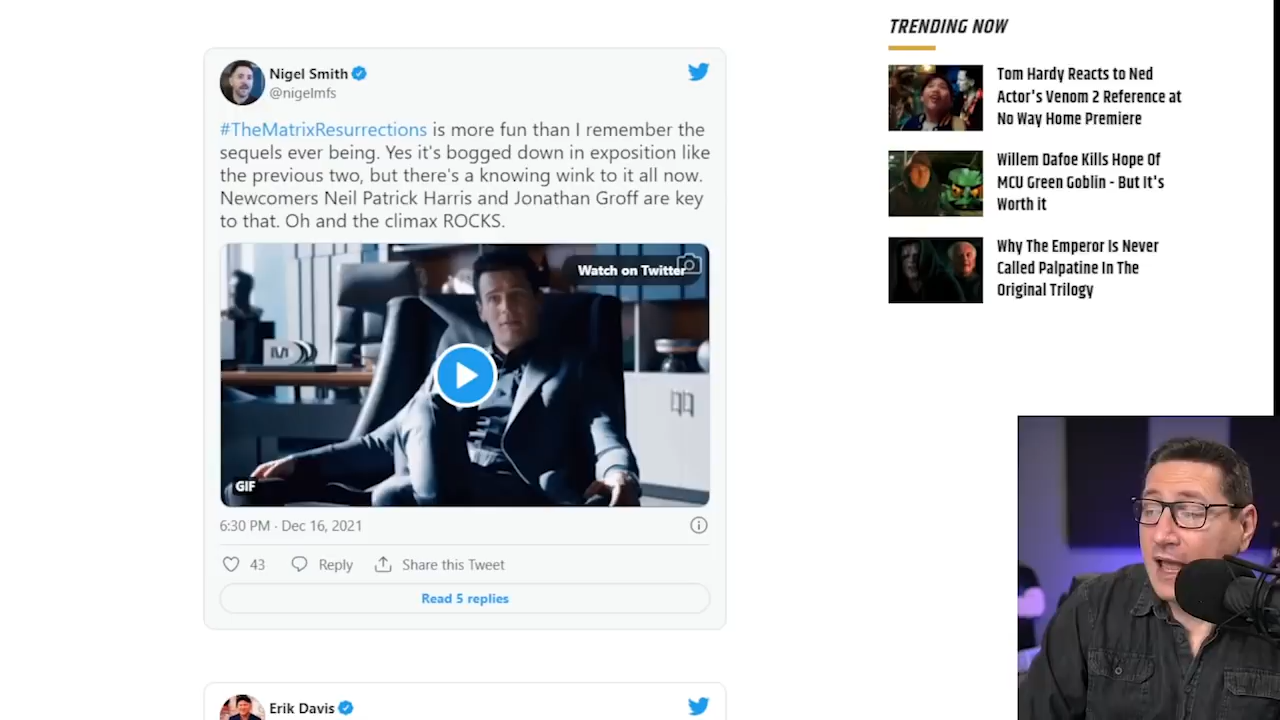 TRENDING NOW
Nigel Smith
@nigelmfs
#TheMatrixResurrections is more fun than I remember the
sequels ever being. Yes it's bogged down in exposition like
the previous two, but there's a knowing wink to it all now.
Newcomers Neil Patrick Harris and Jonathan Groff are key
to that. Oh and the climax ROCKS.
Watch on Twitter
GIF
6:30 PM · Dec 16, 2021
43
Reply
Share this Tweet
Read 5 replies
Erik Davis
Tom Hardy Reacts to Ned
Actor's Venom 2 Reference at
No Way Home Premiere
Willem Dafoe Kills Hope Of
MCU Green Goblin - But It's
Worth it
Why The Emperor Is Never
Called Palpatine In The
Original Trilogy